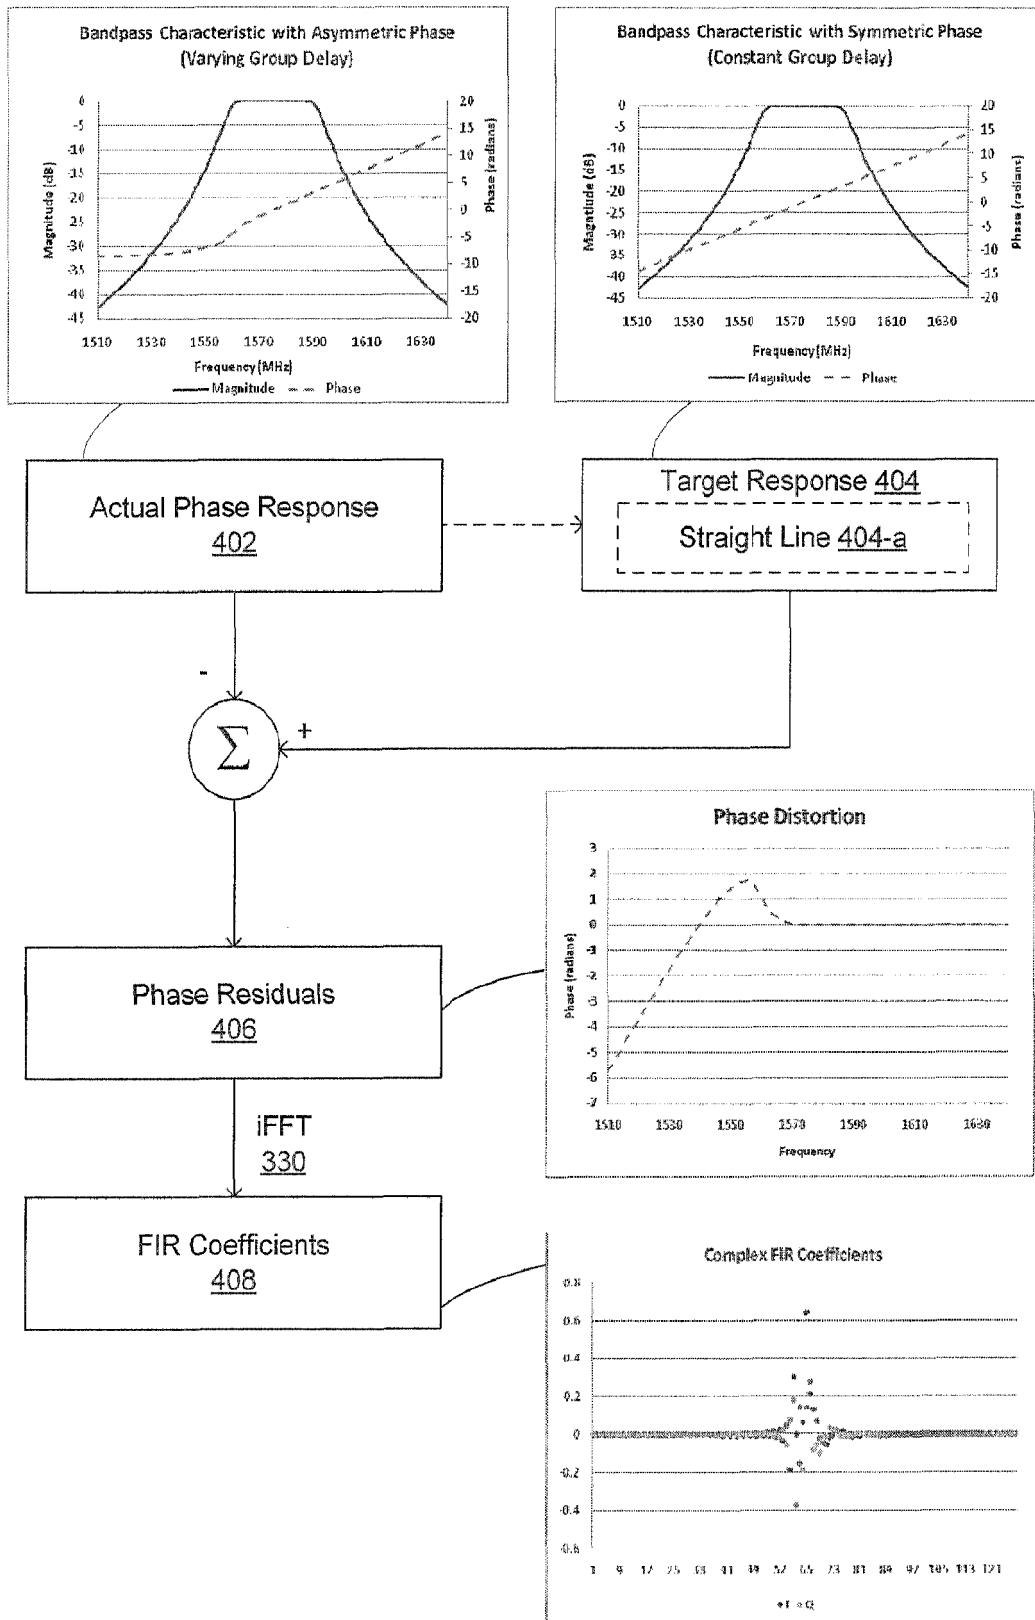 Bandpass Characteristic with Asymmetric Phase
(Varying Group Delay)
0
-5
-10
-15
-20
-25
-30
-35
-40
-45
Magnitude (dB)
20
15
10
5
0
-5
-10
-15
-20
Phase (radians)
1510 1530 1550 1570 1590 1610 1630
Frequency (MHz)
Magnitude Phase
Bandpass Characteristic with Symmetric Phase
(Constant Group Delay)
0
-5
-10
-15
-20
-25
-30
-35
-40
-45
Magnitude (dB)
20
15
10
5
0
-5
-10
-15
-20
Phase (radians)
1510 1530 1550 1570 1590 1610 1630
Frequency (MHz)
Magnitude Phase
Actual Phase Response
402
Target Response 404
Straight Line 404-a
-
Σ
+
Phase Distortion
3
2
1
0
-1
-2
-3
-4
-5
-6
-7
Phase (radians)
1510 1530 1550 1570 1590 1610 1630
Frequency
Phase Residuals
406
iFFT
330
FIR Coefficients
408
Complex FIR Coefficients
0.8
0.6
0.4
0.2
0
-0.2
-0.4
-0.6
1 9 17 25 33 41 49 57 65 73 81 89 97 105 113 121
I Q